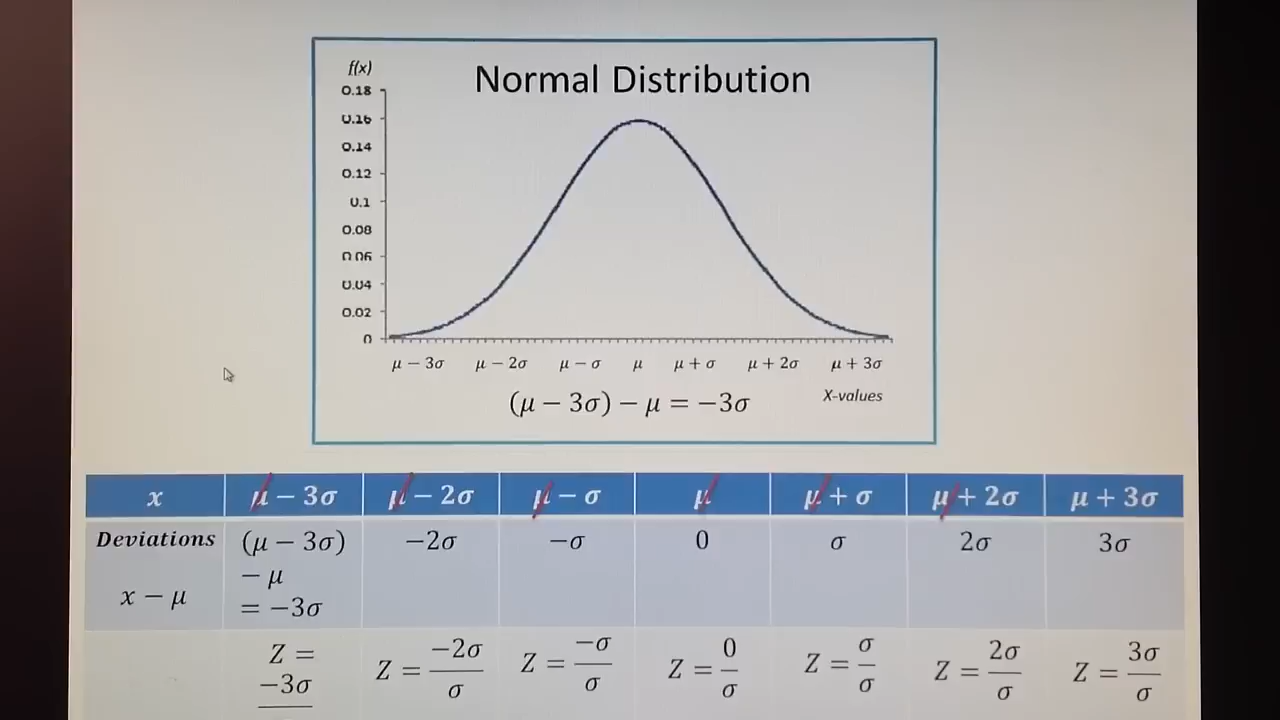 f(x)
Normal Distribution
0.18
0.16
0.14
0.12
0.1
0.08
0.06
0.04
0.02
0
μ − 3σ μ − 2σ μ − σ μ μ + σ μ + 2σ μ + 3σ
(μ − 3σ) − μ = −3σ
X-values
x μ − 3σ μ − 2σ μ − σ μ μ + σ μ + 2σ μ + 3σ
Deviations (μ − 3σ) −2σ −σ 0 σ 2σ 3σ
x − μ − μ
= −3σ
Z = Z = −2σ/σ Z = −σ/σ Z = 0/σ Z = σ/σ Z = 2σ/σ Z = 3σ/σ
−3σ